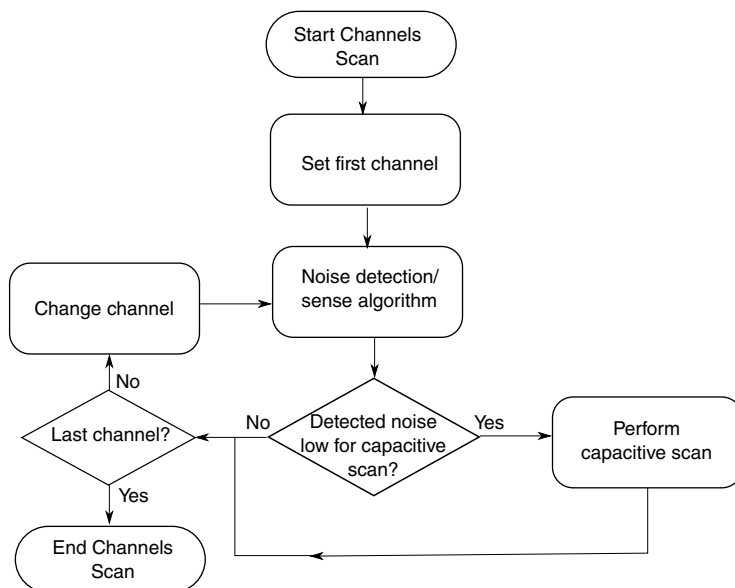 Start Channels
Scan
Set first channel
Noise detection/
sense algorithm
Change channel
No
Last channel?
Yes
No
Detected noise
low for capacitive
scan?
Yes
Perform
capacitive scan
End Channels
Scan